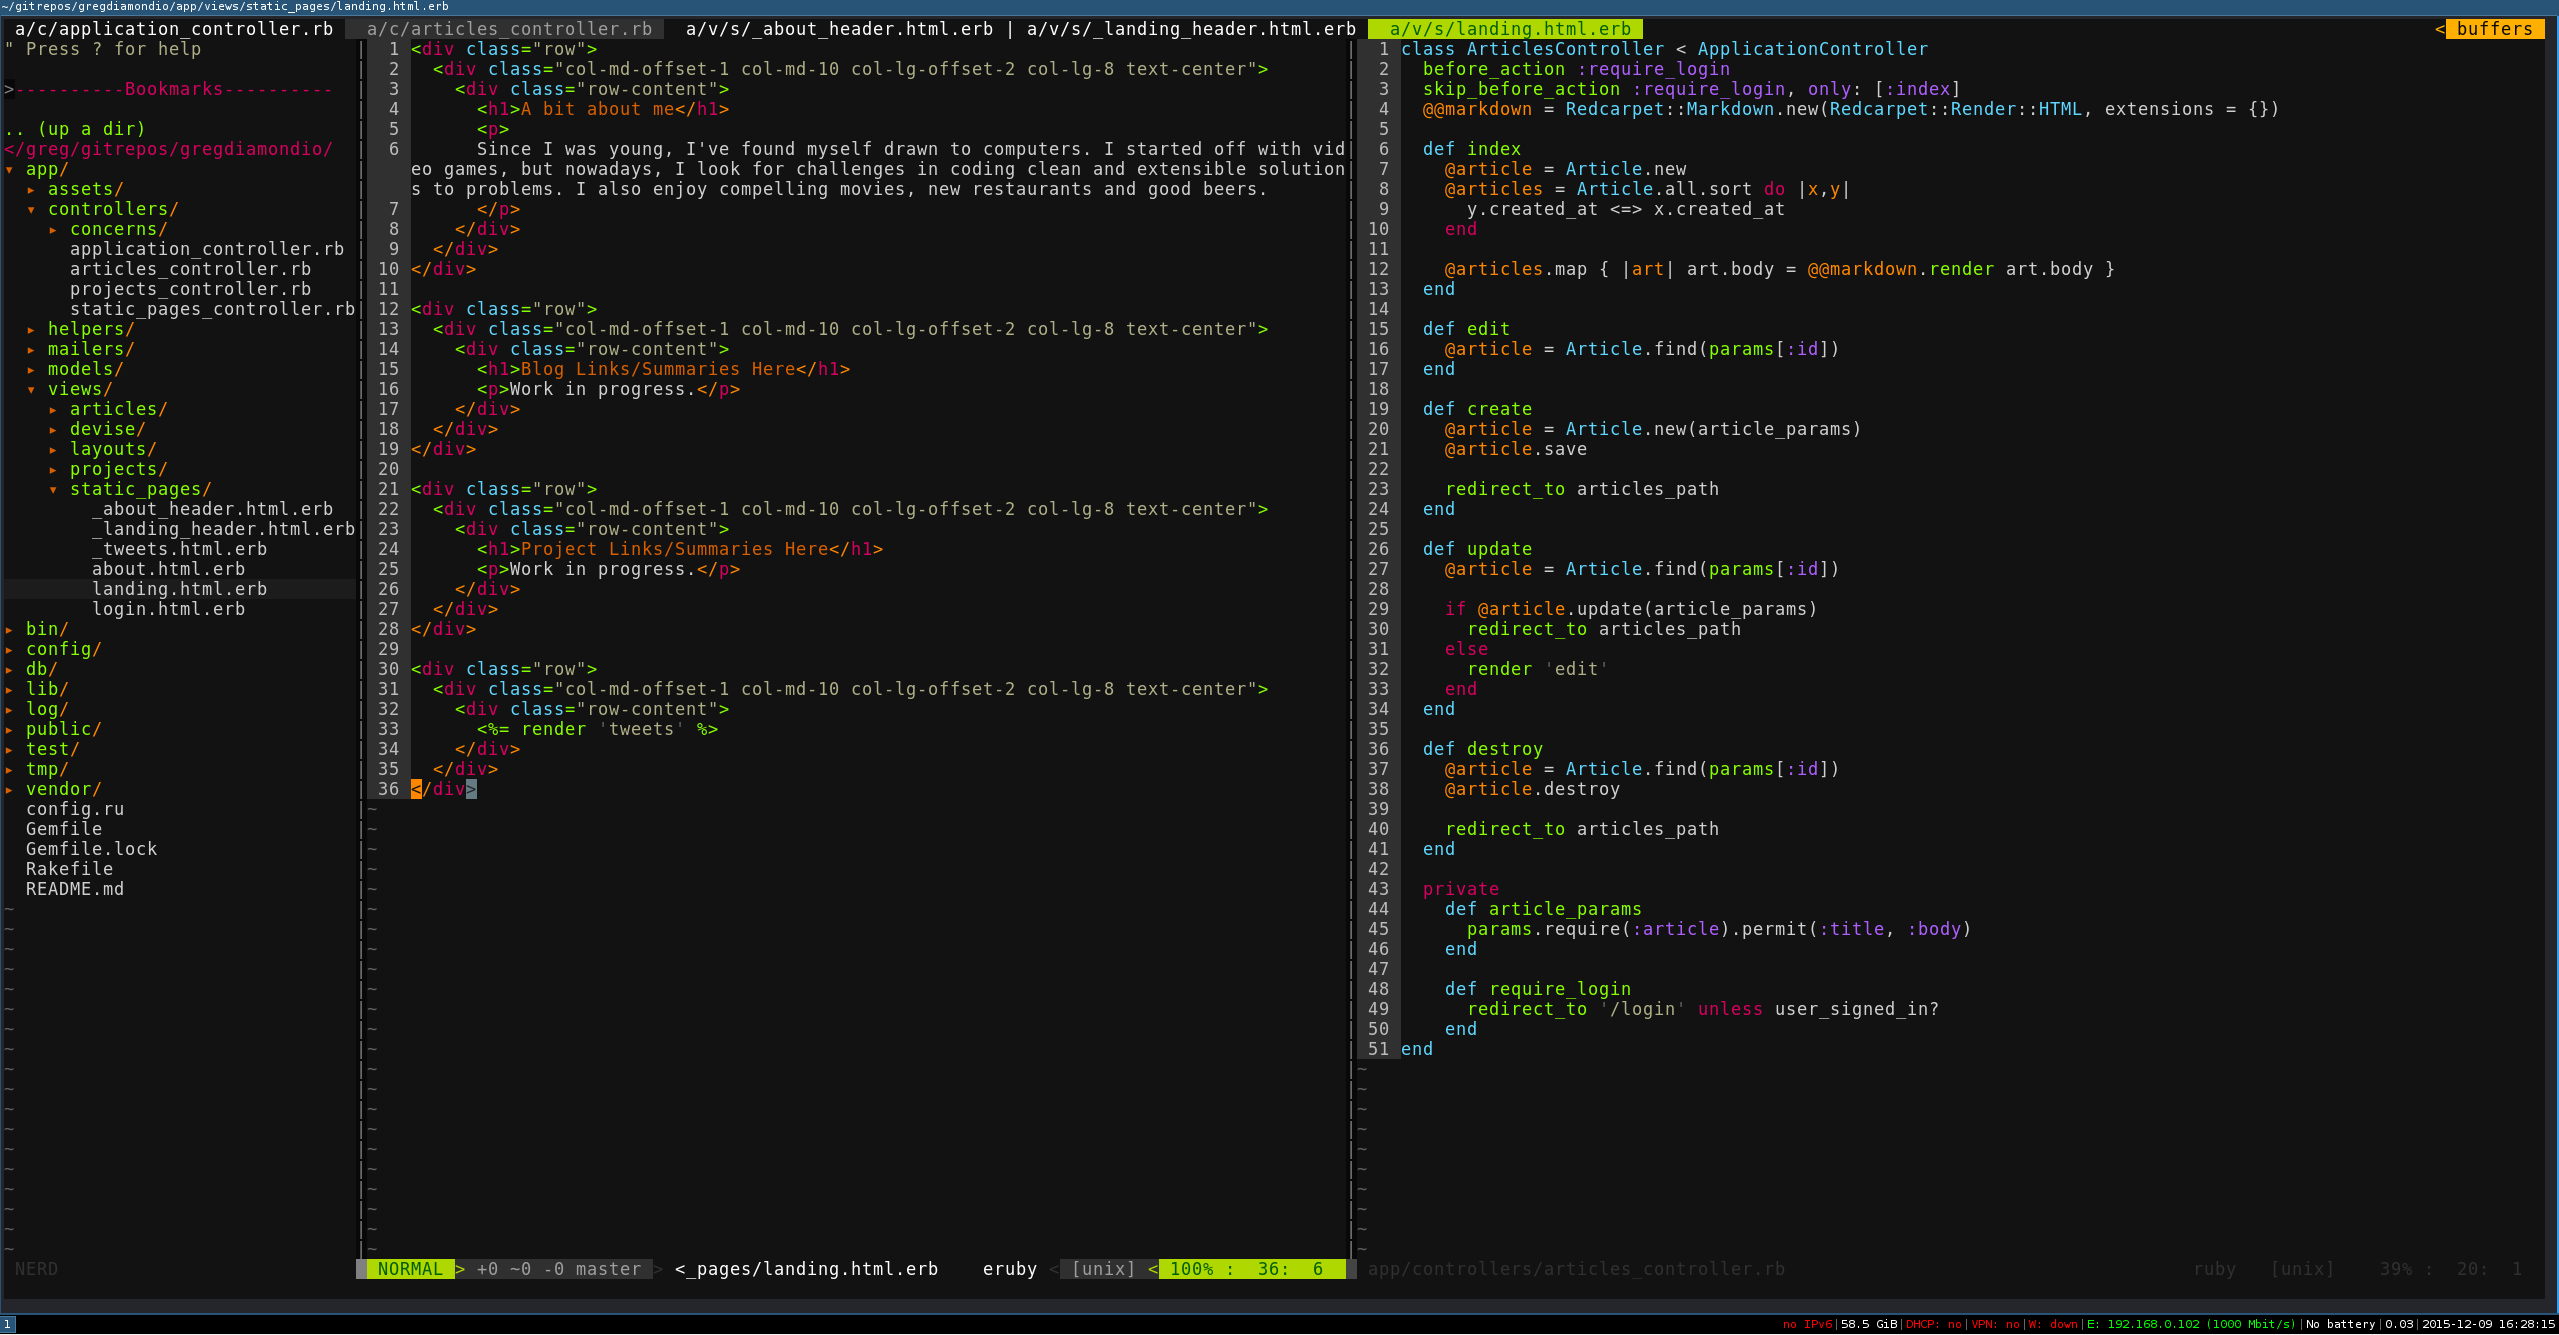 ~/gitrepos/gregdiamondio/app/views/static_pages/landing.html.erb
a/c/application_controller.rb a/c/articles_controller.rb a/v/s/_about_header.html.erb | a/v/s/_landing_header.html.erb a/v/s/landing.html.erb < buffers
" Press ? for help
>----------Bookmarks----------
.. (up a dir)
</greg/gitrepos/gregdiamondio/
▾ app/
▸ assets/
▾ controllers/
▸ concerns/
application_controller.rb
articles_controller.rb
projects_controller.rb
static_pages_controller.rb
▸ helpers/
▸ mailers/
▸ models/
▾ views/
▸ articles/
▸ devise/
▸ layouts/
▸ projects/
▾ static_pages/
_about_header.html.erb
_landing_header.html.erb
_tweets.html.erb
about.html.erb
landing.html.erb
login.html.erb
▸ bin/
▸ config/
▸ db/
▸ lib/
▸ log/
▸ public/
▸ test/
▸ tmp/
▸ vendor/
config.ru
Gemfile
Gemfile.lock
Rakefile
README.md
NERD
1 <div class="row">
2   <div class="col-md-offset-1 col-md-10 col-lg-offset-2 col-lg-8 text-center">
3     <div class="row-content">
4       <h1>A bit about me</h1>
5       <p>
6       Since I was young, I've found myself drawn to computers. I started off with vid
eo games, but nowadays, I look for challenges in coding clean and extensible solution
s to problems. I also enjoy compelling movies, new restaurants and good beers.
7       </p>
8     </div>
9   </div>
10 </div>
11
12 <div class="row">
13   <div class="col-md-offset-1 col-md-10 col-lg-offset-2 col-lg-8 text-center">
14     <div class="row-content">
15       <h1>Blog Links/Summaries Here</h1>
16       <p>Work in progress.</p>
17     </div>
18   </div>
19 </div>
20
21 <div class="row">
22   <div class="col-md-offset-1 col-md-10 col-lg-offset-2 col-lg-8 text-center">
23     <div class="row-content">
24       <h1>Project Links/Summaries Here</h1>
25       <p>Work in progress.</p>
26     </div>
27   </div>
28 </div>
29
30 <div class="row">
31   <div class="col-md-offset-1 col-md-10 col-lg-offset-2 col-lg-8 text-center">
32     <div class="row-content">
33       <%= render 'tweets' %>
34     </div>
35   </div>
36 </div>
NORMAL > +0 ~0 -0 master > <_pages/landing.html.erb eruby < [unix] < 100% : 36: 6
1 class ArticlesController < ApplicationController
2   before_action :require_login
3   skip_before_action :require_login, only: [:index]
4   @@markdown = Redcarpet::Markdown.new(Redcarpet::Render::HTML, extensions = {})
5
6   def index
7     @article = Article.new
8     @articles = Article.all.sort do |x,y|
9       y.created_at <=> x.created_at
10     end
11
12     @articles.map { |art| art.body = @@markdown.render art.body }
13   end
14
15   def edit
16     @article = Article.find(params[:id])
17   end
18
19   def create
20     @article = Article.new(article_params)
21     @article.save
22
23     redirect_to articles_path
24   end
25
26   def update
27     @article = Article.find(params[:id])
28
29     if @article.update(article_params)
30       redirect_to articles_path
31     else
32       render 'edit'
33     end
34   end
35
36   def destroy
37     @article = Article.find(params[:id])
38     @article.destroy
39
40     redirect_to articles_path
41   end
42
43   private
44     def article_params
45       params.require(:article).permit(:title, :body)
46     end
47
48     def require_login
49       redirect_to '/login' unless user_signed_in?
50     end
51 end
app/controllers/articles_controller.rb ruby [unix] 39% : 20: 1
1 no IPv6|58.5 GiB|DHCP: no|VPN: no|W: down|E: 192.168.0.102 (1000 Mbit/s)|No battery|0.03|2015-12-09 16:28:15